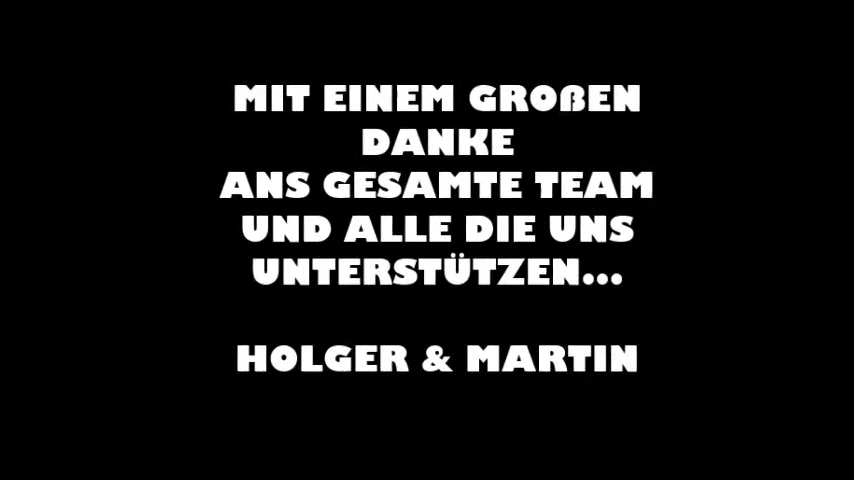 MIT EINEM GROßEN
DANKE
ANS GESAMTE TEAM
UND ALLE DIE UNS
UNTERSTÜTZEN...
HOLGER & MARTIN